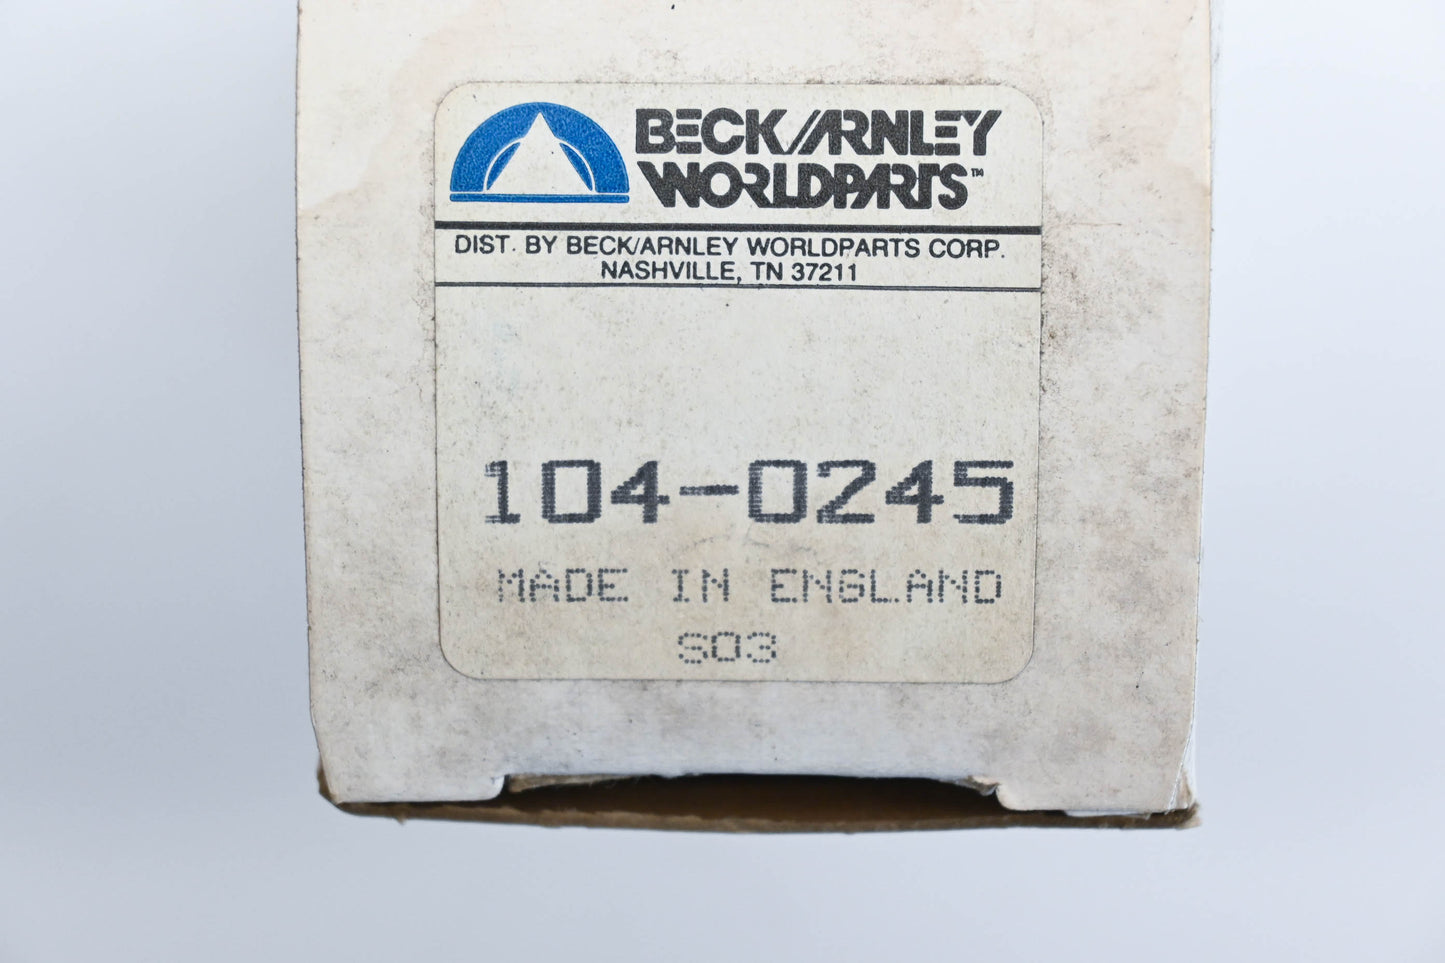 BECK/ARNLEY
WORLDPARTS™
DIST. BY BECK/ARNLEY WORLDPARTS CORP.
NASHVILLE, TN 37211
104-0245
MADE IN ENGLAND
S03